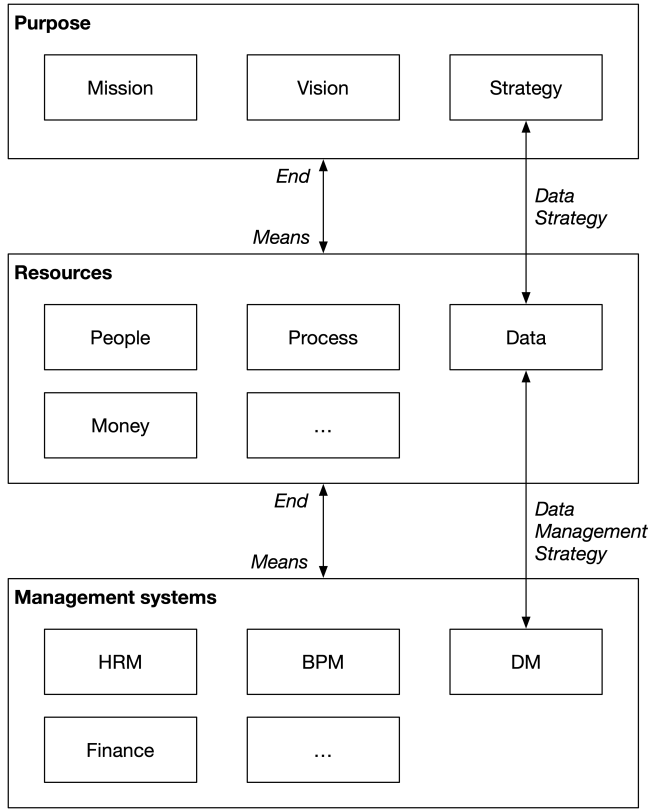 Purpose
Mission
Vision
Strategy
End
Means
Data
Strategy
Resources
People
Process
Data
Money
...
End
Means
Data
Management
Strategy
Management systems
HRM
BPM
DM
Finance
...